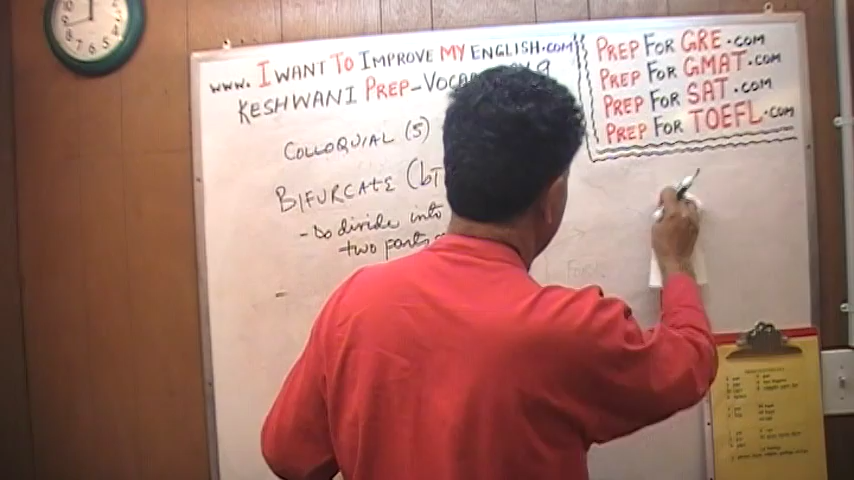 www. I WANT TO IMPROVE MY ENGLISH.COM
KESHWANI PREP-VOCAB
COLLOQUIAL (5)
BIFURCATE (b
- To divide into
two parts
PREP FOR GRE.COM
PREP FOR GMAT.COM
PREP FOR SAT.COM
PREP FOR TOEFL.COM